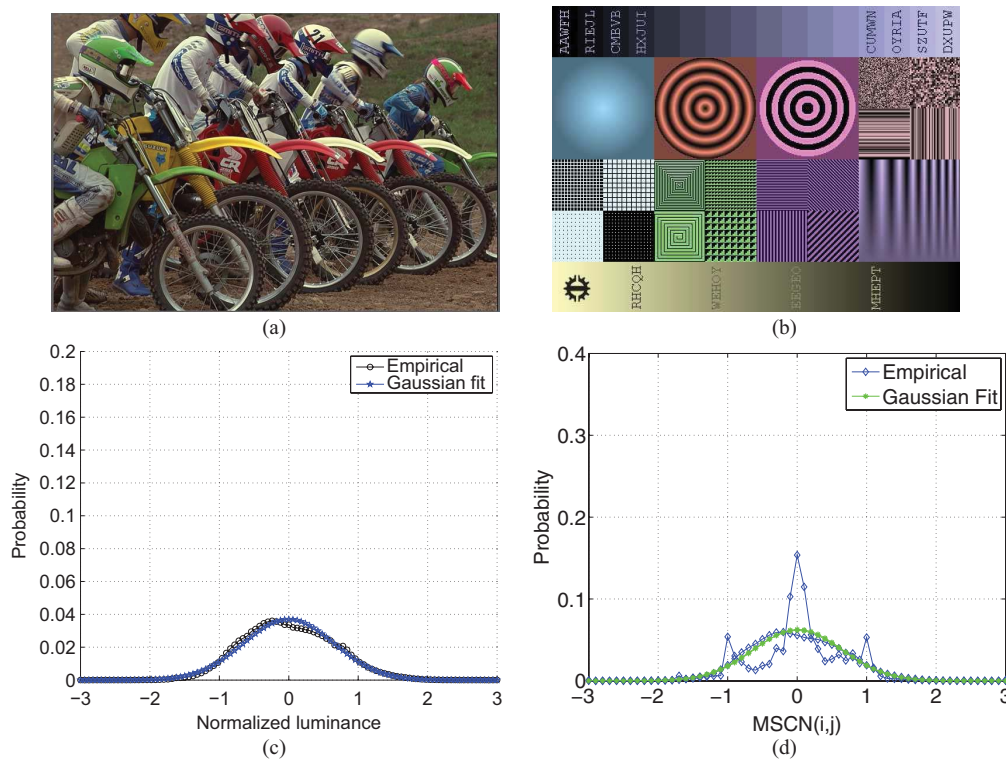 21
SUZUKI
(a)
AAWFH
RIEJL
CMBVB
HXJUI
CUMWN
OYRIA
SZUTF
DXUPW
RHCQH
WEHOY
EEGEO
MHEPT
(b)
0.2
0.18
0.16
0.14
0.12
0.1
0.08
0.06
0.04
0.02
0
Probability
Empirical
Gaussian fit
−3 −2 −1 0 1 2 3
Normalized luminance
(c)
0.4
0.3
0.2
0.1
0
Probability
Empirical
Gaussian Fit
−3 −2 −1 0 1 2 3
MSCN(i,j)
(d)